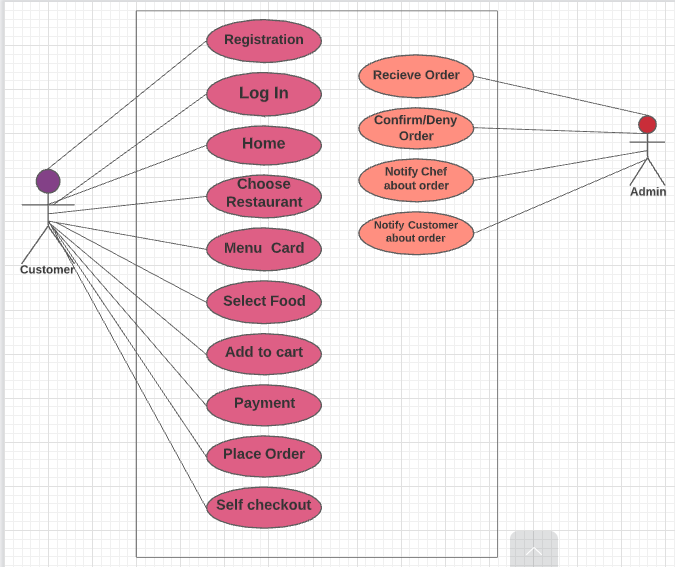 Registration
Log In
Home
Choose
Restaurant
Menu Card
Select Food
Add to cart
Payment
Place Order
Self checkout
Customer
Recieve Order
Confirm/Deny
Order
Notify Chef
about order
Notify Customer
about order
Admin